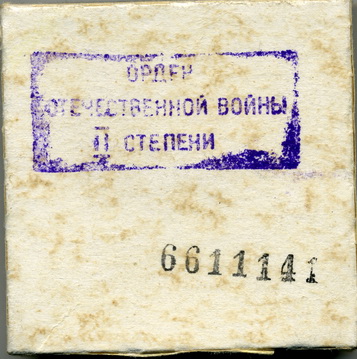 ОРДЕН
ОТЕЧЕСТВЕННОЙ ВОЙНЫ
II СТЕПЕНИ
6611141